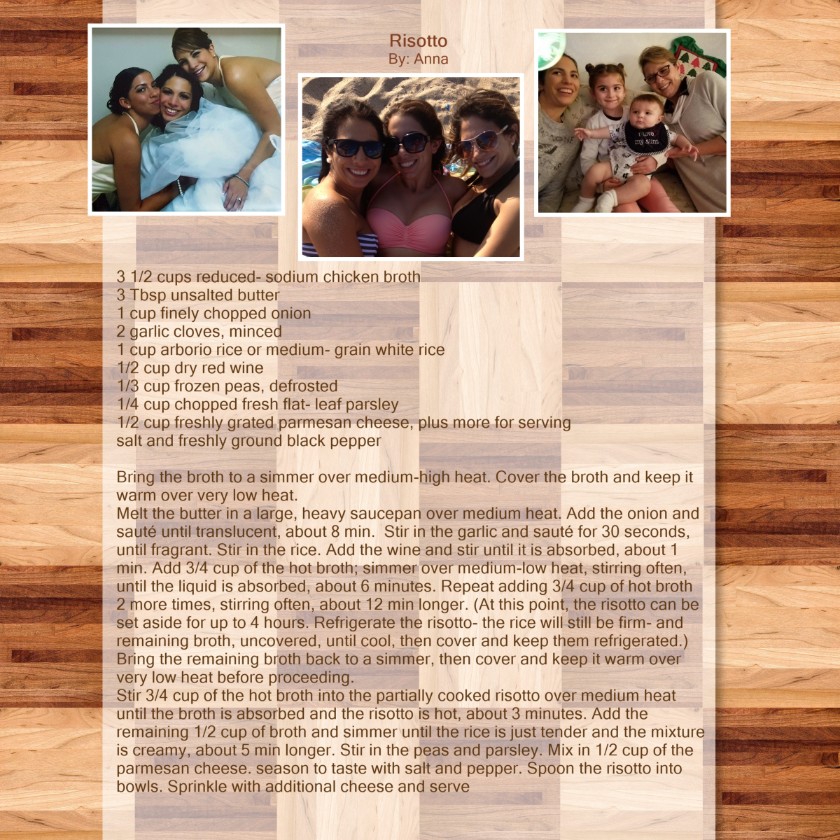 Risotto
By: Anna
I love
my Aunt
3 1/2 cups reduced- sodium chicken broth
3 Tbsp unsalted butter
1 cup finely chopped onion
2 garlic cloves, minced
1 cup arborio rice or medium- grain white rice
1/2 cup dry red wine
1/3 cup frozen peas, defrosted
1/4 cup chopped fresh flat- leaf parsley
1/2 cup freshly grated parmesan cheese, plus more for serving
salt and freshly ground black pepper
Bring the broth to a simmer over medium-high heat. Cover the broth and keep it
warm over very low heat.
Melt the butter in a large, heavy saucepan over medium heat. Add the onion and
sauté until translucent, about 8 min.  Stir in the garlic and sauté for 30 seconds,
until fragrant. Stir in the rice. Add the wine and stir until it is absorbed, about 1
min. Add 3/4 cup of the hot broth; simmer over medium-low heat, stirring often,
until the liquid is absorbed, about 6 minutes. Repeat adding 3/4 cup of hot broth
2 more times, stirring often, about 12 min longer. (At this point, the risotto can be
set aside for up to 4 hours. Refrigerate the risotto- the rice will still be firm- and
remaining broth, uncovered, until cool, then cover and keep them refrigerated.)
Bring the remaining broth back to a simmer, then cover and keep it warm over
very low heat before proceeding.
Stir 3/4 cup of the hot broth into the partially cooked risotto over medium heat
until the broth is absorbed and the risotto is hot, about 3 minutes. Add the
remaining 1/2 cup of broth and simmer until the rice is just tender and the mixture
is creamy, about 5 min longer. Stir in the peas and parsley. Mix in 1/2 cup of the
parmesan cheese. season to taste with salt and pepper. Spoon the risotto into
bowls. Sprinkle with additional cheese and serve